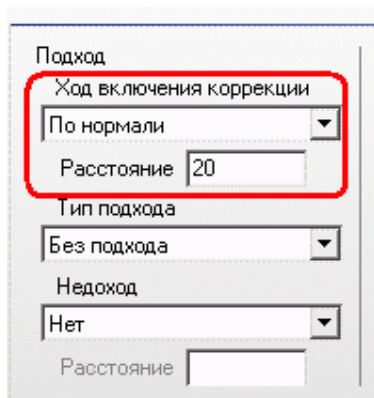 Подход
Ход включения коррекции
По нормали
Расстояние 20
Тип подхода
Без подхода
Недоход
Нет
Расстояние